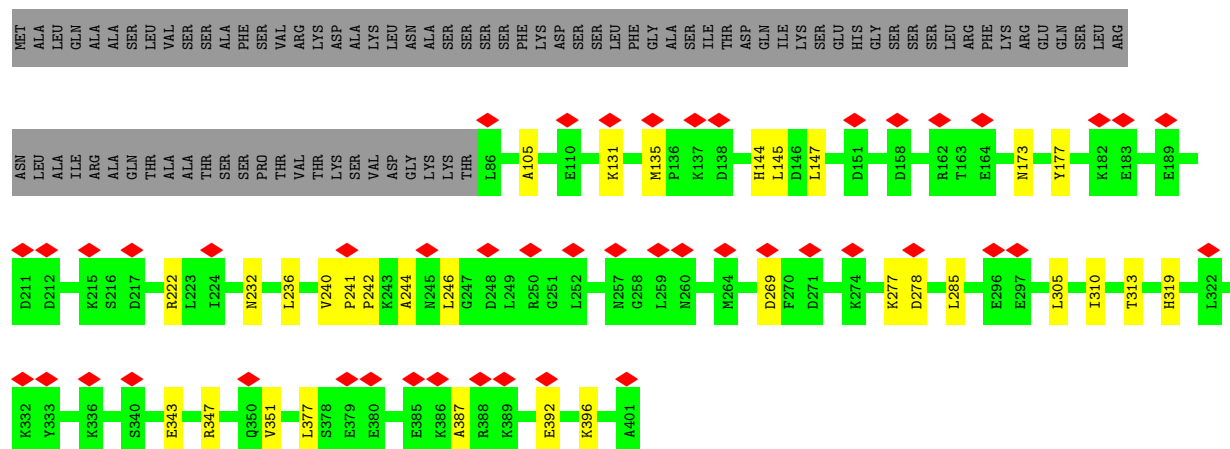 MET ALA LEU GLN ALA ALA SER LEU VAL SER SER ALA PHE SER VAL ARG LYS ASP ALA LYS LEU ASN ALA SER SER SER SER PHE LYS ASP SER SER LEU PHE GLY ALA SER ILE THR ASP GLN ILE LYS SER GLU HIS GLY SER SER SER LEU ARG PHE LYS ARG GLU GLN SER LEU ARG
ASN LEU ALA ILE ARG ALA GLN THR ALA ALA THR SER SER PRO THR VAL THR LYS SER VAL ASP GLY LYS LYS THR L86 A105 E110 K131 M135 P136 K137 D138 H144 L145 D146 L147 D151 D158 R162 T163 E164 N173 Y177 K182 E183 E189
D211 D212 K215 S216 D217 R222 L223 I224 N232 L236 V240 P241 P242 K243 A244 N245 L246 G247 D248 L249 R250 G251 L252 N257 G258 L259 N260 M264 D269 F270 D271 K274 K277 D278 L285 E296 E297 L305 I310 T313 H319 L322
K332 Y333 K336 S340 E343 R347 Q350 V351 L377 S378 E379 E380 E385 K386 A387 R388 K389 E392 K396 A401